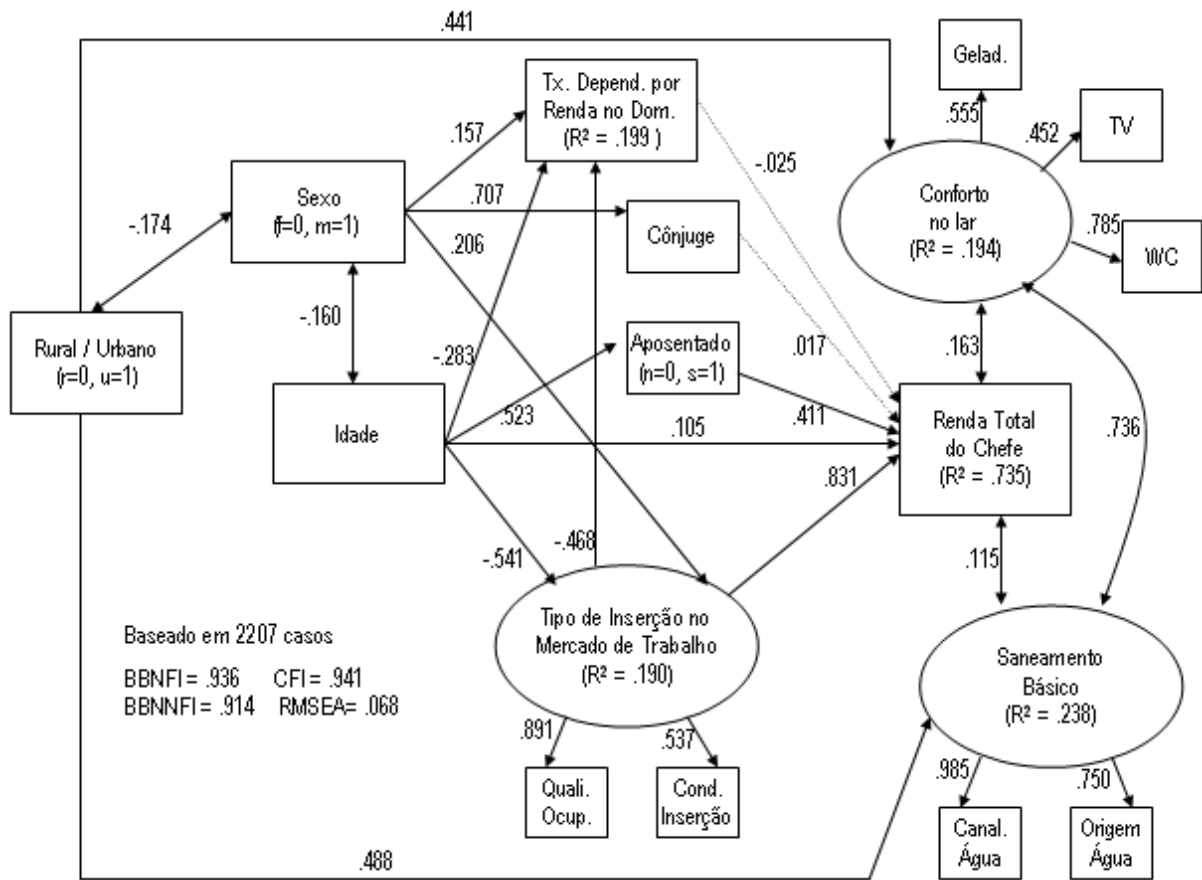 .441
Gelad.
.555
.452
TV
Tx. Depend. por
Renda no Dom.
(R² = .199 )
.157
-.025
Sexo
(f=0, m=1)
.707
.206
-.174
Cônjuge
Conforto
no lar
(R² = .194)
.785
WC
-.160
Rural / Urbano
(r=0, u=1)
-.283
Aposentado
(n=0, s=1)
.017
.163
Idade
.523
.105
.411
Renda Total
do Chefe
(R² = .735)
.736
.831
-.541
-.468
.115
Tipo de Inserção no
Mercado de Trabalho
(R² = .190)
Baseado em 2207 casos
BBNFI = .936 CFI = .941
BBNNFI = .914 RMSEA= .068
Saneamento
Básico
(R² = .238)
.891
.537
.985
.750
Quali.
Ocup.
Cond.
Inserção
Canal.
Água
Origem
Água
.488